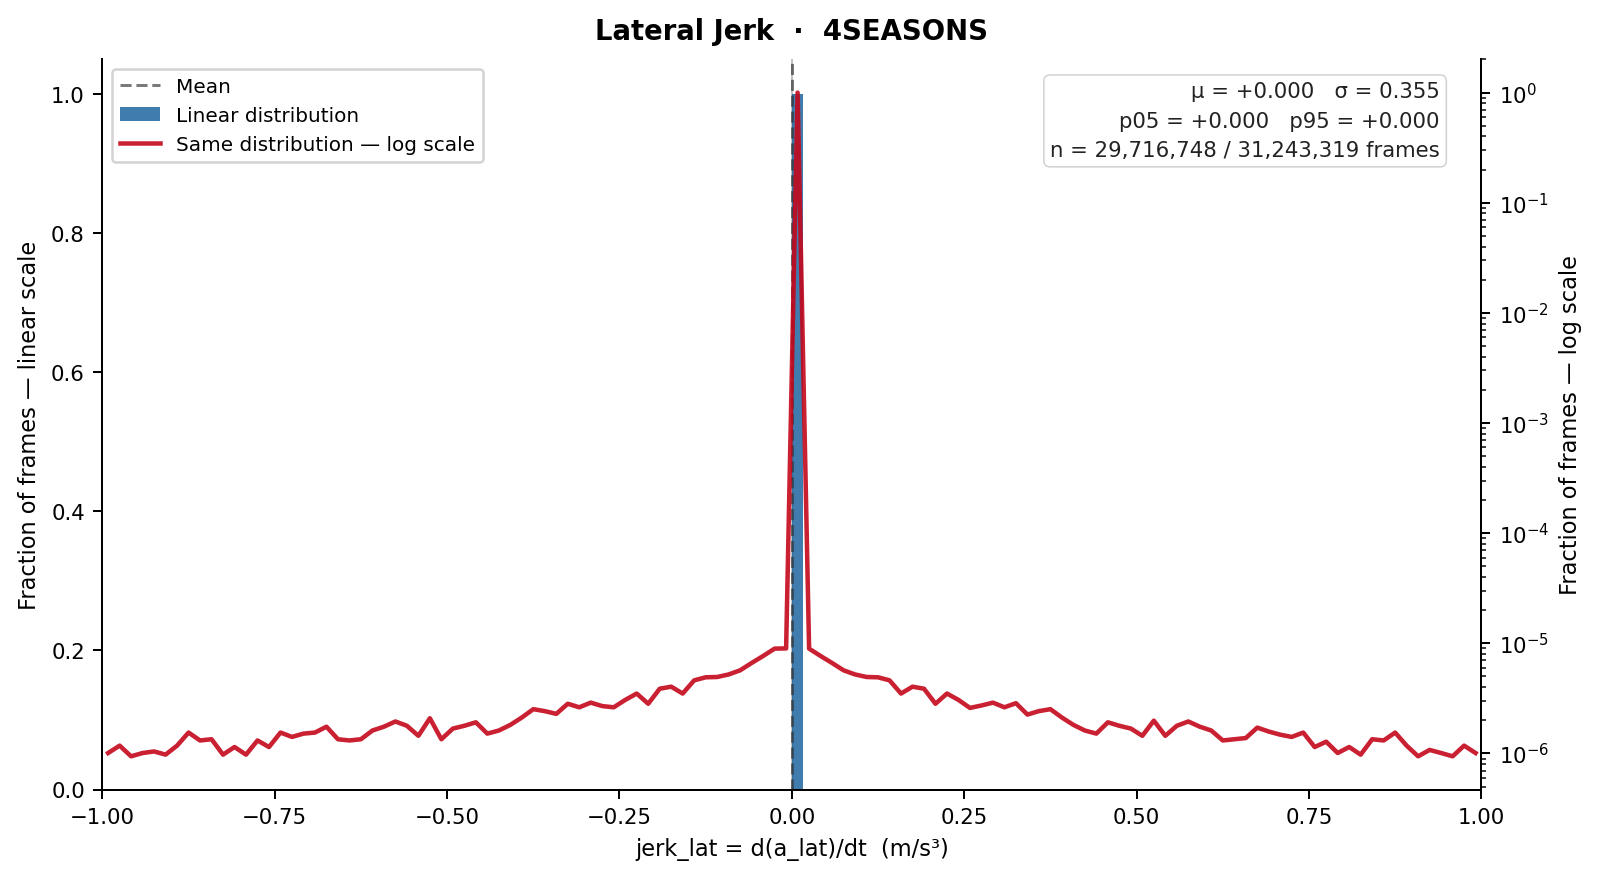 Lateral Jerk · 4SEASONS
Mean
Linear distribution
Same distribution — log scale
μ = +0.000 σ = 0.355
p05 = +0.000 p95 = +0.000
n = 29,716,748 / 31,243,319 frames
Fraction of frames — linear scale
1.0
0.8
0.6
0.4
0.2
0.0
10⁰
10⁻¹
10⁻²
10⁻³
10⁻⁴
10⁻⁵
10⁻⁶
Fraction of frames — log scale
−1.00 −0.75 −0.50 −0.25 0.00 0.25 0.50 0.75 1.00
jerk_lat = d(a_lat)/dt (m/s³)